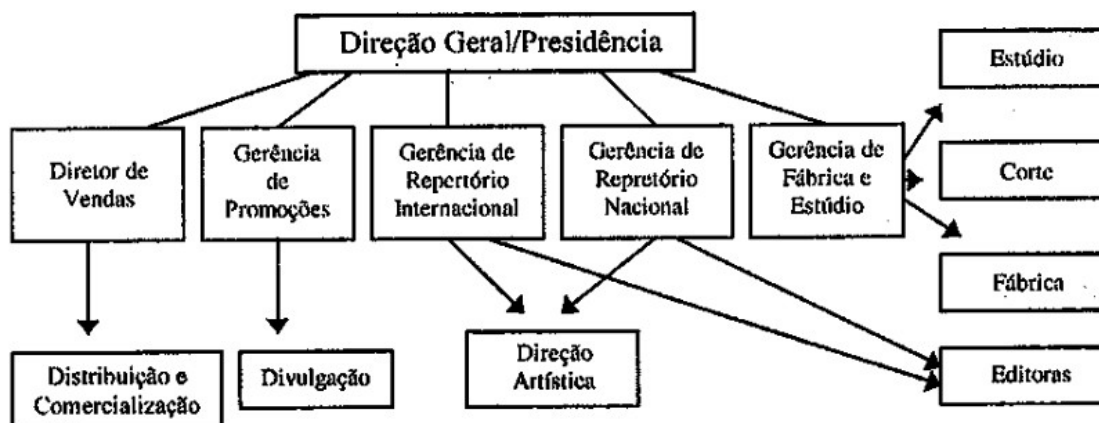 Direção Geral/Presidência
Estúdio
Diretor de
Vendas
Gerência
de
Promoções
Gerência de
Repertório
Internacional
Gerência de
Repretório
Nacional
Gerência de
Fábrica e
Estúdio
Corte
Fábrica
Distribuição e
Comercialização
Divulgação
Direção
Artística
Editoras